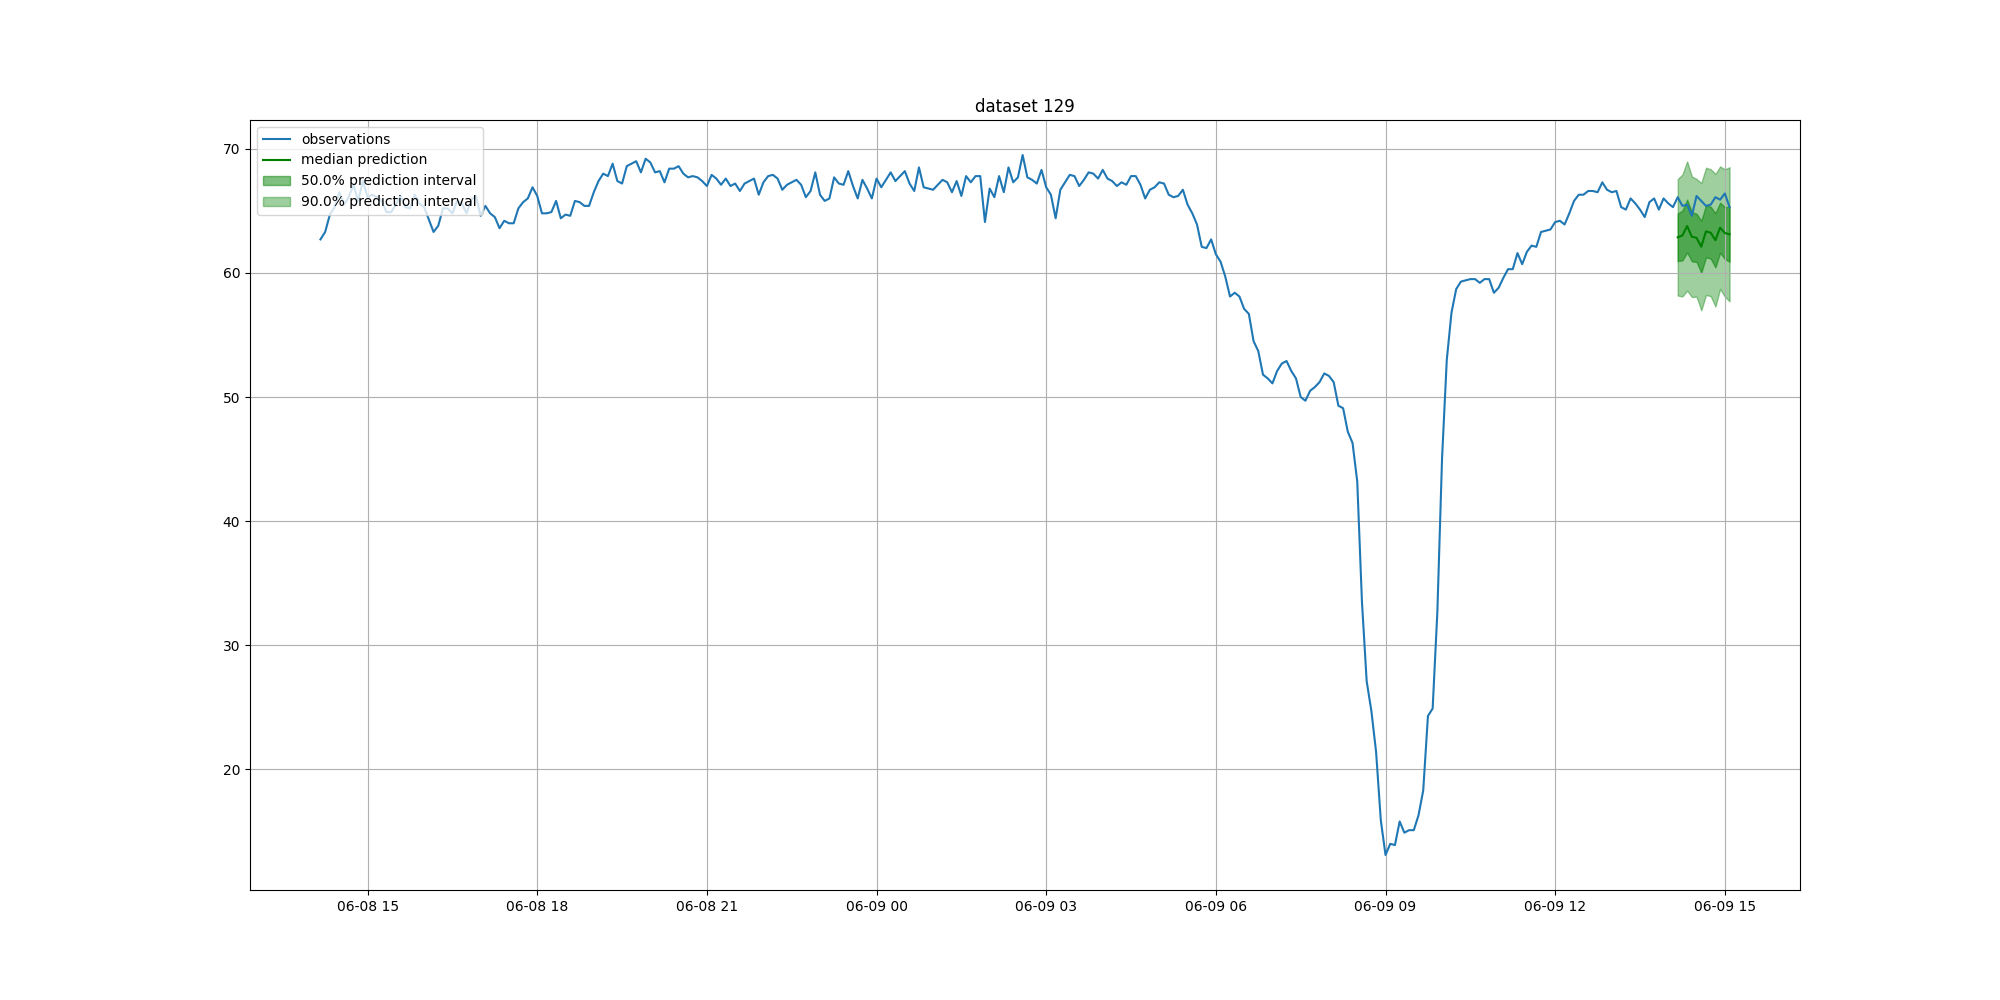 dataset 129
observations
median prediction
50.0% prediction interval
90.0% prediction interval
70
60
50
40
30
20
06-08 15 06-08 18 06-08 21 06-09 00 06-09 03 06-09 06 06-09 09 06-09 12 06-09 15